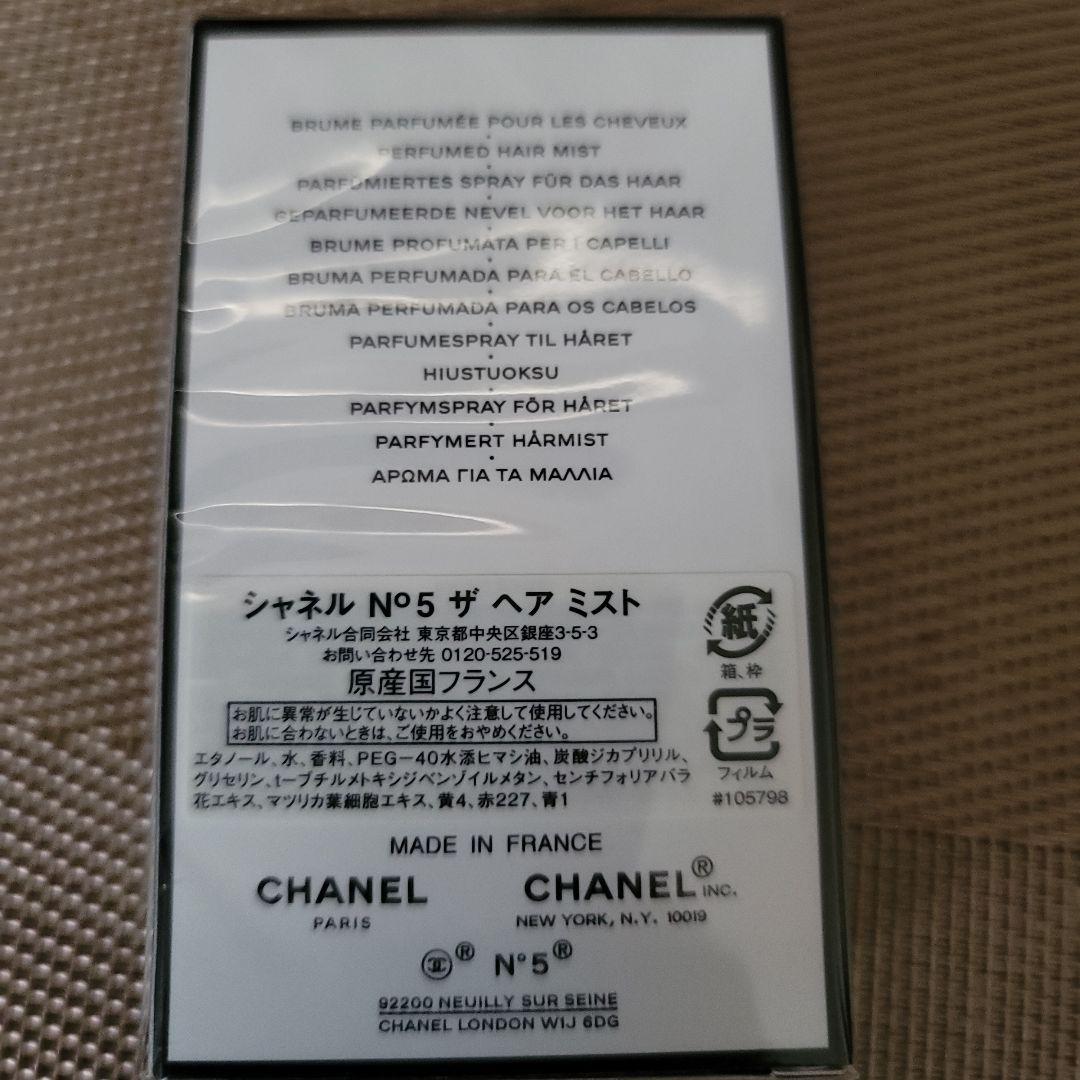 BRUME PARFUMÉE POUR LES CHEVEUX
PERFUMED HAIR MIST
PARFÜMIERTES SPRAY FÜR DAS HAAR
GEPARFUMEERDE NEVEL VOOR HET HAAR
BRUME PROFUMATA PER I CAPELLI
BRUMA PERFUMADA PARA EL CABELLO
BRUMA PERFUMADA PARA OS CABELOS
PARFUMESPRAY TIL HÅRET
HIUSTUOKSU
PARFYMSPRAY FÖR HÅRET
PARFYMERT HÅRMIST
ΑΡΩΜΑ ΓΙΑ ΤΑ ΜΑΛΛΙΑ
シャネル Nº5 ザ ヘア ミスト
シャネル合同会社 東京都中央区銀座3-5-3
お問い合わせ先 0120-525-519
原産国フランス
お肌に異常が生じていないかよく注意して使用してください。
お肌に合わないときは、ご使用をおやめください。
エタノール、水、香料、PEG-40水添ヒマシ油、炭酸ジカプリリル、
グリセリン、t-ブチルメトキシジベンゾイルメタン、センチフォリアバラ
花エキス、マツリカ葉細胞エキス、黄4、赤227、青1
紙
箱、枠
プラ
フィルム
#105798
MADE IN FRANCE
CHANEL
PARIS
CHANEL® INC.
NEW YORK, N.Y. 10019
® N°5®
92200 NEUILLY SUR SEINE
CHANEL LONDON W1J 6DG